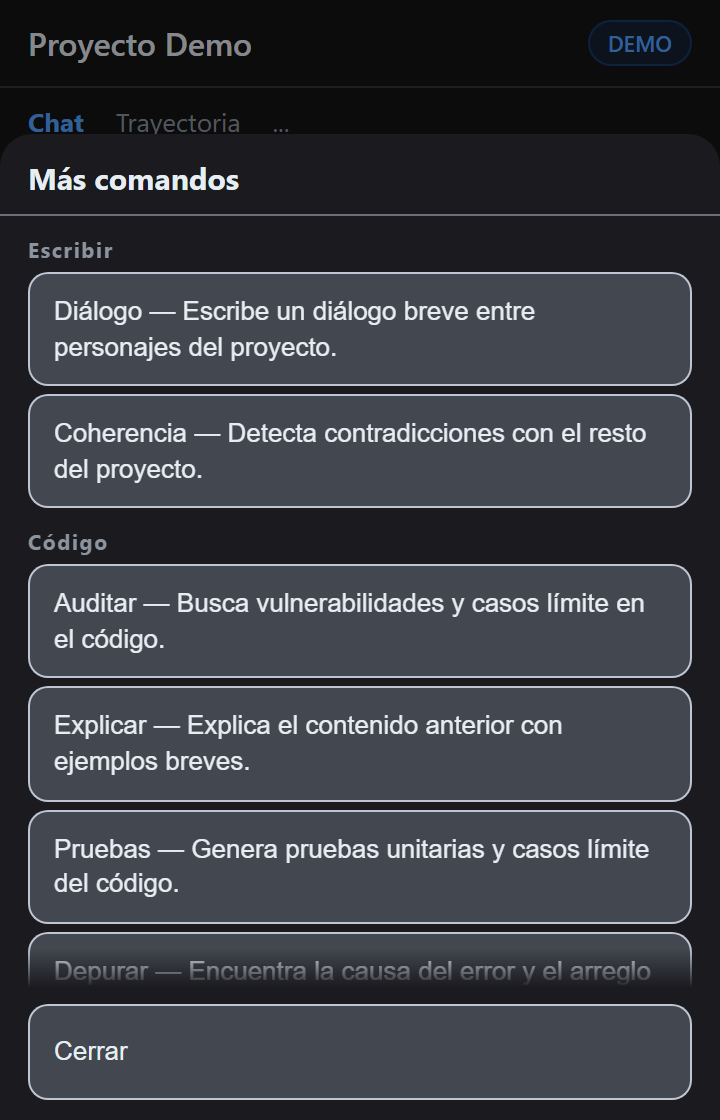 Proyecto Demo
DEMO
Chat
Trayectoria
...
Más comandos
Escribir
Diálogo — Escribe un diálogo breve entre
personajes del proyecto.
Coherencia — Detecta contradicciones con el resto
del proyecto.
Código
Auditar — Busca vulnerabilidades y casos límite en
el código.
Explicar — Explica el contenido anterior con
ejemplos breves.
Pruebas — Genera pruebas unitarias y casos límite
del código.
Depurar — Encuentra la causa del error y el arreglo
Cerrar